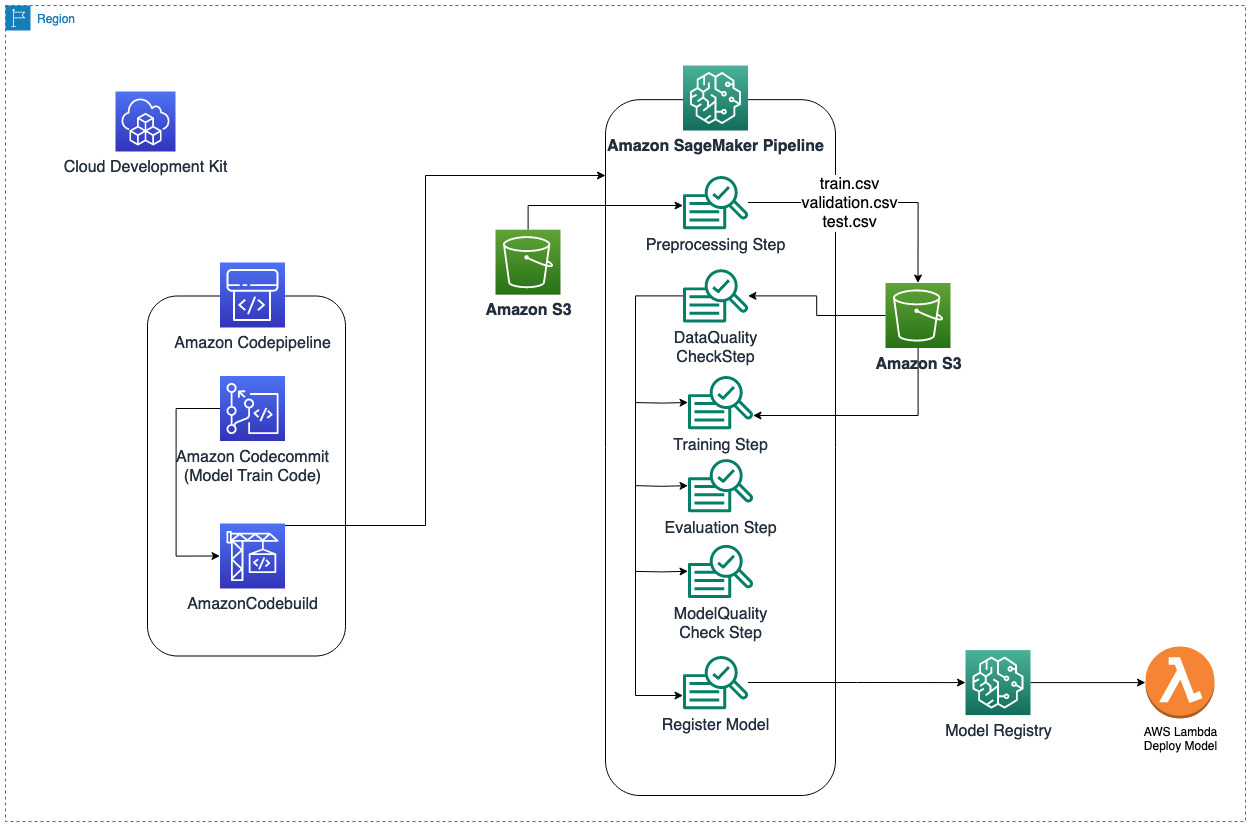 Region
Cloud Development Kit
Amazon SageMaker Pipeline
train.csv
validation.csv
test.csv
Preprocessing Step
Amazon S3
DataQuality
CheckStep
Amazon S3
Amazon Codepipeline
Amazon Codecommit
(Model Train Code)
AmazonCodebuild
Training Step
Evaluation Step
ModelQuality
Check Step
Register Model
Model Registry
AWS Lambda
Deploy Model